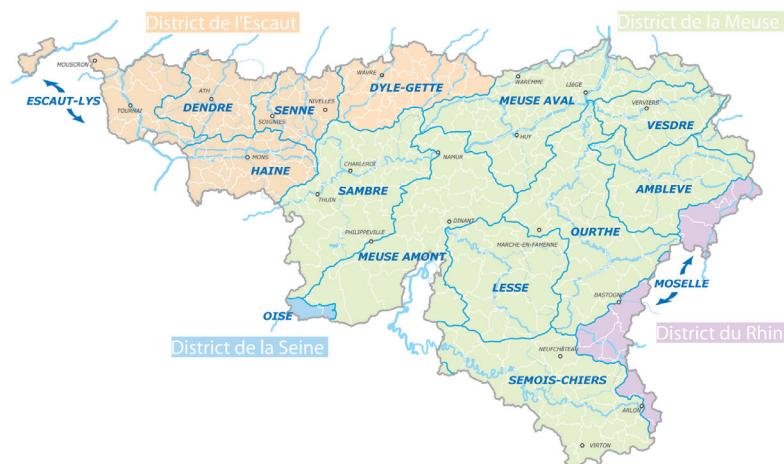 District de l'Escaut
District de la Meuse
MOUSCRON
WAVRE
WAREMME
LIÈGE
ATH
DYLE-GETTE
ESCAUT-LYS
TOURNAI
DENDRE
SENNE
NIVELLES
MEUSE AVAL
VERVIERS
SOIGNIES
VESDRE
HUY
MONS
NAMUR
HAINE
CHARLEROI
SAMBRE
AMBLEVE
THUIN
DINANT
PHILIPPEVILLE
OURTHE
MARCHE-EN-FAMENNE
MEUSE AMONT
MOSELLE
LESSE
BASTOGNE
OISE
District de la Seine
District du Rhin
NEUFCHÂTEAU
SEMOIS-CHIERS
ARLON
VIRTON